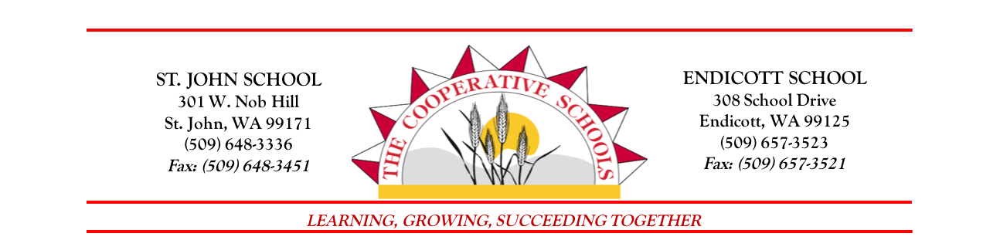 ST. JOHN SCHOOL
301 W. Nob Hill
St. John, WA 99171
(509) 648-3336
Fax: (509) 648-3451
THE COOPERATIVE SCHOOLS
ENDICOTT SCHOOL
308 School Drive
Endicott, WA 99125
(509) 657-3523
Fax: (509) 657-3521
LEARNING, GROWING, SUCCEEDING TOGETHER